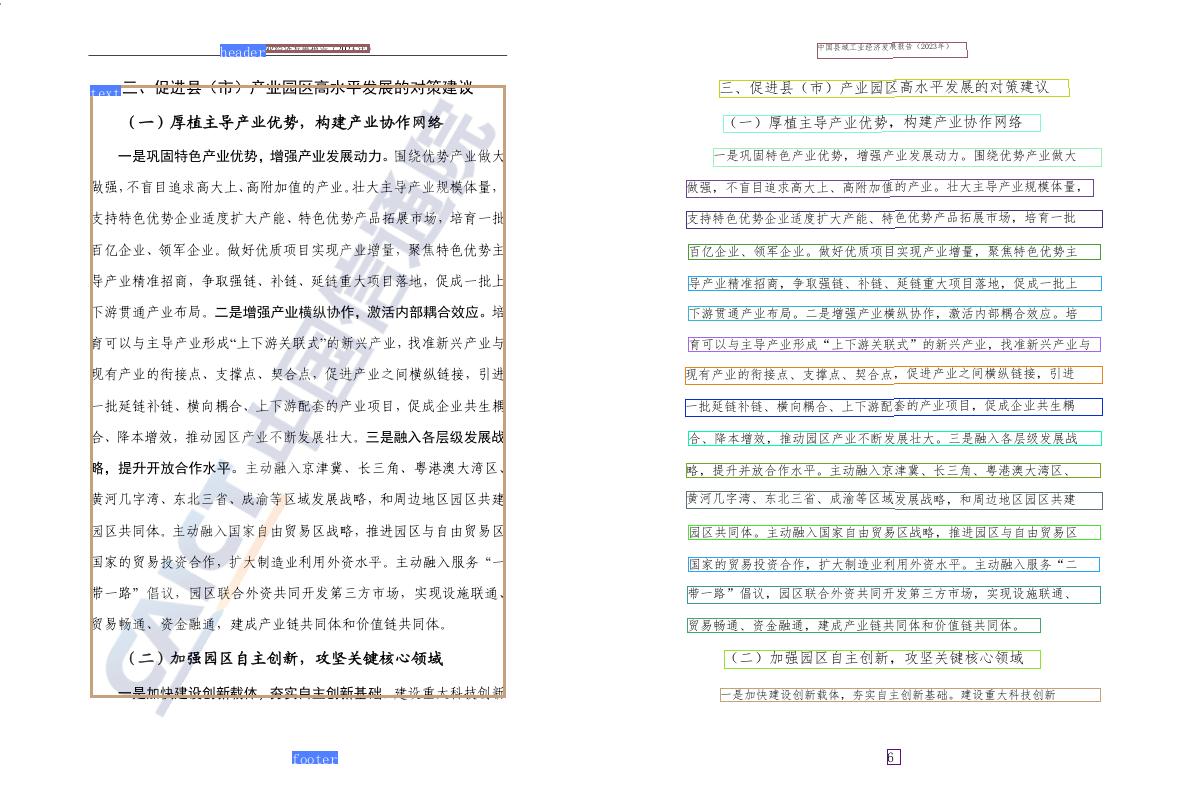 header
text
三、促进县（市）产业园区高水平发展的对策建议
（一）厚植主导产业优势，构建产业协作网络
一是巩固特色产业优势，增强产业发展动力。围绕优势产业做大
做强，不盲目追求高大上、高附加值的产业。壮大主导产业规模体量，
支持特色优势企业适度扩大产能、特色优势产品拓展市场，培育一批
百亿企业、领军企业。做好优质项目实现产业增量，聚焦特色优势主
导产业精准招商，争取强链、补链、延链重大项目落地，促成一批上
下游贯通产业布局。二是增强产业横纵协作，激活内部耦合效应。培
育可以与主导产业形成“上下游关联式”的新兴产业，找准新兴产业与
现有产业的衔接点、支撑点、契合点，促进产业之间横纵链接，引进
一批延链补链、横向耦合、上下游配套的产业项目，促成企业共生耦
合、降本增效，推动园区产业不断发展壮大。三是融入各层级发展战
略，提升开放合作水平。主动融入京津冀、长三角、粤港澳大湾区、
黄河几字湾、东北三省、成渝等区域发展战略，和周边地区园区共建
园区共同体。主动融入国家自由贸易区战略，推进园区与自由贸易区
国家的贸易投资合作，扩大制造业利用外资水平。主动融入服务“一
带一路”倡议，园区联合外资共同开发第三方市场，实现设施联通、
贸易畅通、资金融通，建成产业链共同体和价值链共同体。
（二）加强园区自主创新，攻坚关键核心领域
一是加快建设创新载体，夯实自主创新基础。建设重大科技创新
footer
CAICT 中国信通院
中国县域工业经济发展报告（2023年）
三、促进县（市）产业园区高水平发展的对策建议
（一）厚植主导产业优势，构建产业协作网络
一是巩固特色产业优势，增强产业发展动力。围绕优势产业做大
做强，不盲目追求高大上、高附加值的产业。壮大主导产业规模体量，
支持特色优势企业适度扩大产能、特色优势产品拓展市场，培育一批
百亿企业、领军企业。做好优质项目实现产业增量，聚焦特色优势主
导产业精准招商，争取强链、补链、延链重大项目落地，促成一批上
下游贯通产业布局。二是增强产业横纵协作，激活内部耦合效应。培
育可以与主导产业形成“上下游关联式”的新兴产业，找准新兴产业与
现有产业的衔接点、支撑点、契合点，促进产业之间横纵链接，引进
一批延链补链、横向耦合、上下游配套的产业项目，促成企业共生耦
合、降本增效，推动园区产业不断发展壮大。三是融入各层级发展战
略，提升并放合作水平。主动融入京津冀、长三角、粤港澳大湾区、
黄河几字湾、东北三省、成渝等区域发展战略，和周边地区园区共建
园区共同体。主动融入国家自由贸易区战略，推进园区与自由贸易区
国家的贸易投资合作，扩大制造业利用外资水平。主动融入服务“二
带一路”倡议，园区联合外资共同开发第三方市场，实现设施联通、
贸易畅通、资金融通，建成产业链共同体和价值链共同体。
（二）加强园区自主创新，攻坚关键核心领域
一是加快建设创新载体，夯实自主创新基础。建设重大科技创新
6